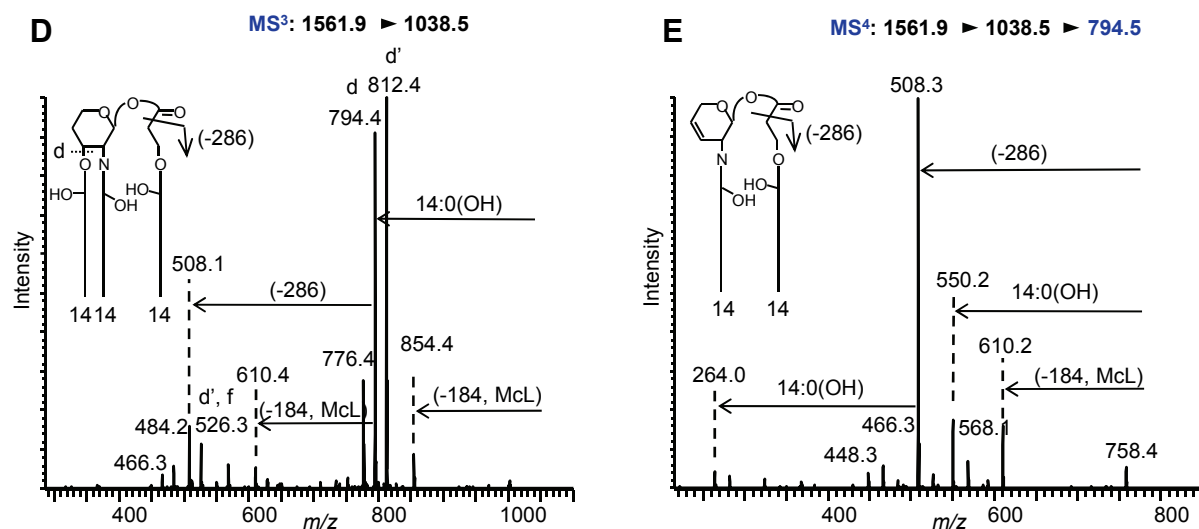 D
MS³: 1561.9 ► 1038.5
d'
d 812.4
794.4
O
O
O
(-286)
d
O N
O
HO
OH
HO
14:0(OH)
508.1
(-286)
14 14 14
776.4
854.4
610.4
(-184, McL)
(-184, McL)
d', f
484.2
526.3
466.3
Intensity
400 600 800 1000
m/z
E
MS⁴: 1561.9 ► 1038.5 ► 794.5
508.3
O
O
O
(-286)
N
O
HO
OH
(-286)
14 14
550.2
14:0(OH)
610.2
(-184, McL)
264.0
14:0(OH)
466.3
568.1
448.3
758.4
Intensity
400 600 800
m/z